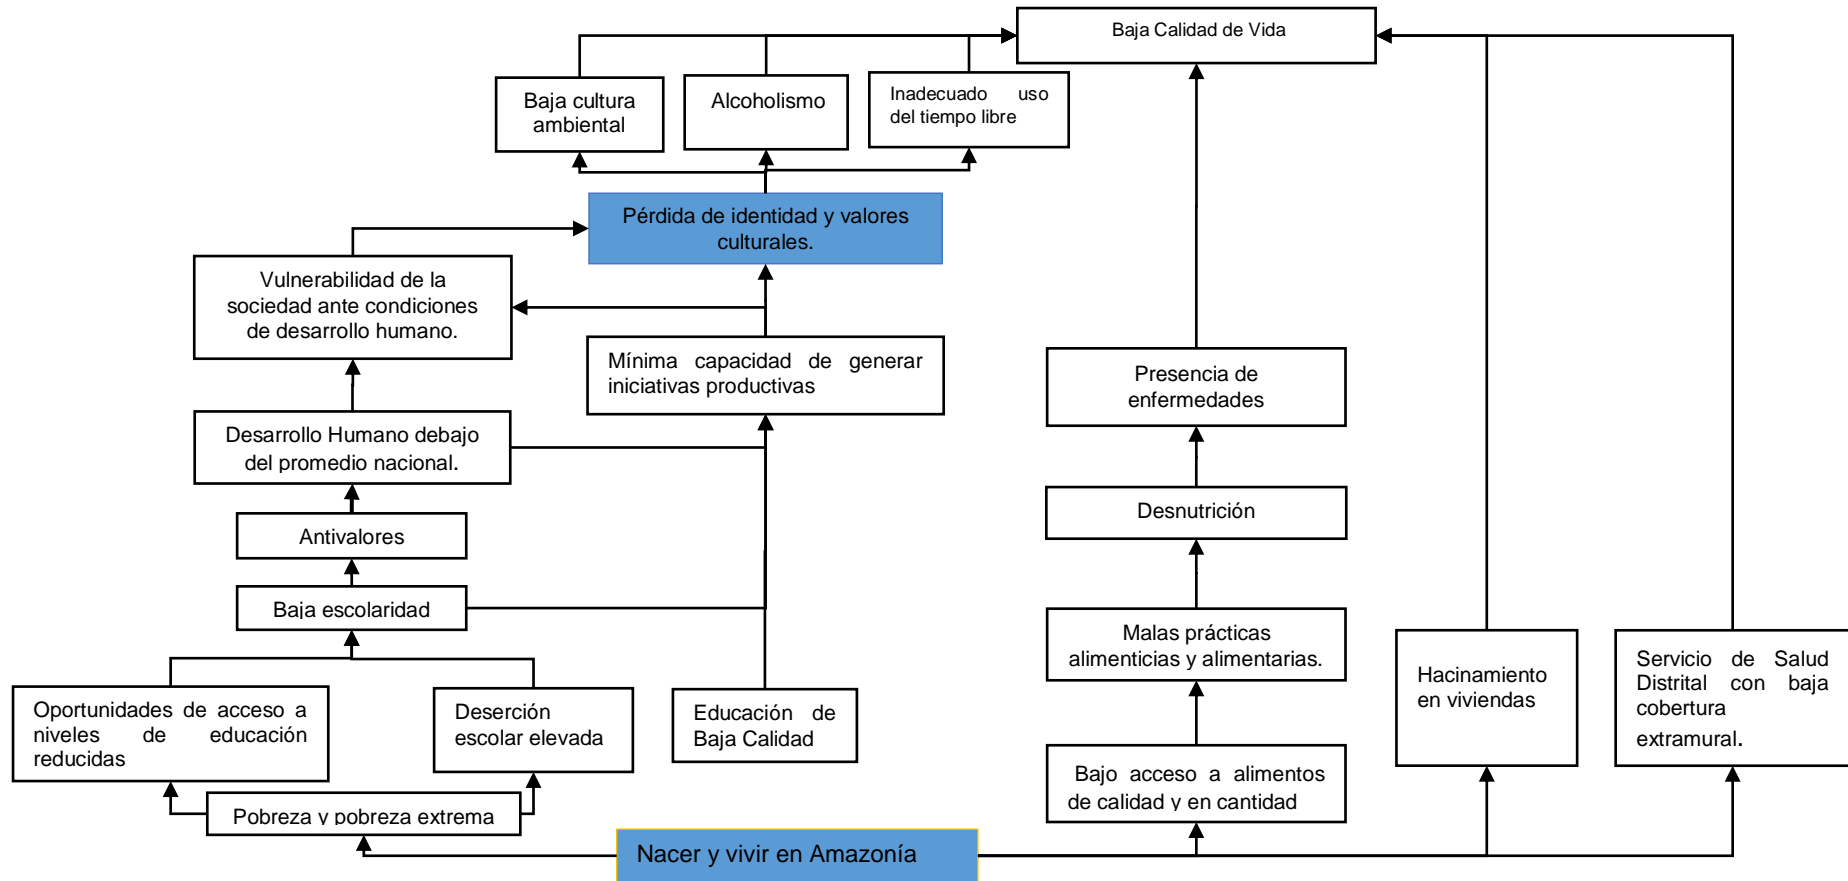 Baja Calidad de Vida
Baja cultura
ambiental
Alcoholismo
Inadecuado uso
del tiempo libre
Pérdida de identidad y valores
culturales.
Vulnerabilidad de la
sociedad ante condiciones
de desarrollo humano.
Mínima capacidad de generar
iniciativas productivas
Presencia de
enfermedades
Desarrollo Humano debajo
del promedio nacional.
Desnutrición
Antivalores
Baja escolaridad
Malas prácticas
alimenticias y alimentarias.
Hacinamiento
en viviendas
Servicio de Salud
Distrital con baja
cobertura
extramural.
Oportunidades de acceso a
niveles de educación
reducidas
Deserción
escolar elevada
Educación de
Baja Calidad
Bajo acceso a alimentos
de calidad y en cantidad
Pobreza y pobreza extrema
Nacer y vivir en Amazonía